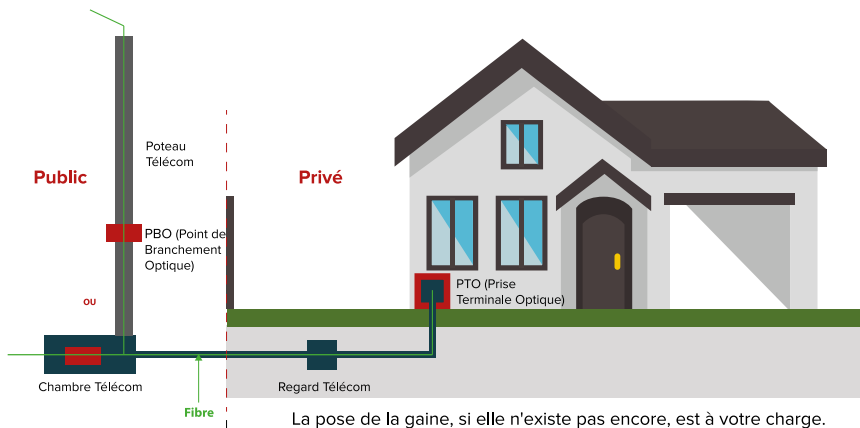 Poteau
Télécom
Public
Privé
PBO (Point de
Branchement
Optique)
ou
PTO (Prise
Terminale Optique)
Chambre Télécom
Regard Télécom
Fibre
La pose de la gaine, si elle n'existe pas encore, est à votre charge.